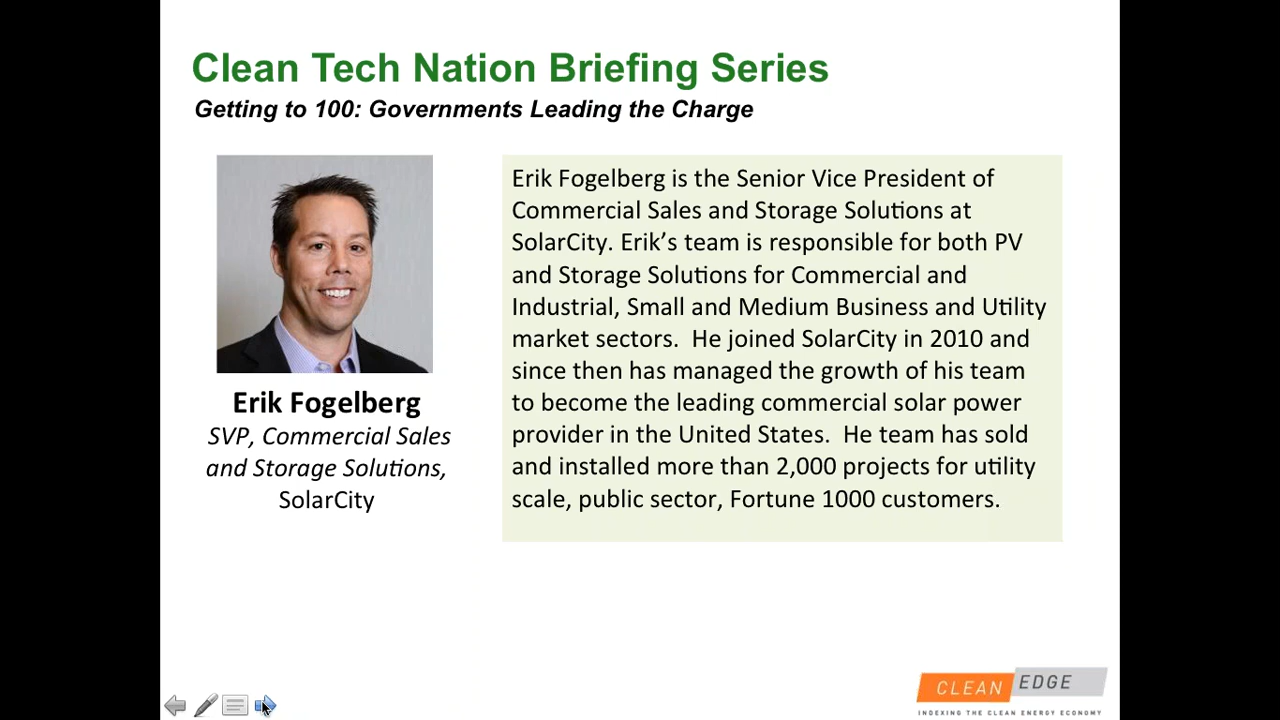 Clean Tech Nation Briefing Series
Getting to 100: Governments Leading the Charge
Erik Fogelberg
SVP, Commercial Sales
and Storage Solutions,
SolarCity
Erik Fogelberg is the Senior Vice President of
Commercial Sales and Storage Solutions at
SolarCity. Erik’s team is responsible for both PV
and Storage Solutions for Commercial and
Industrial, Small and Medium Business and Utility
market sectors.  He joined SolarCity in 2010 and
since then has managed the growth of his team
to become the leading commercial solar power
provider in the United States.  He team has sold
and installed more than 2,000 projects for utility
scale, public sector, Fortune 1000 customers.
CLEAN EDGE
INDEXING THE CLEAN ENERGY ECONOMY